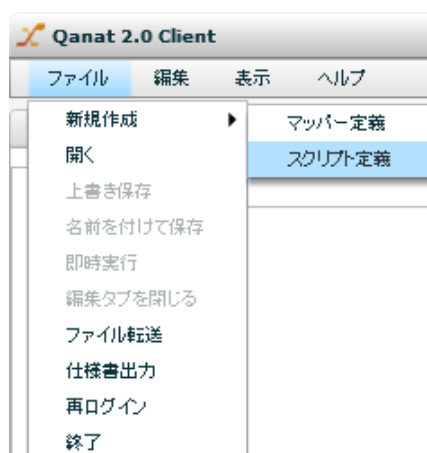 Qanat 2.0 Client
ファイル 編集 表示 ヘルプ
新規作成 マッパー定義
開く スクリプト定義
上書き保存
名前を付けて保存
即時実行
編集タブを閉じる
ファイル転送
仕様書出力
再ログイン
終了